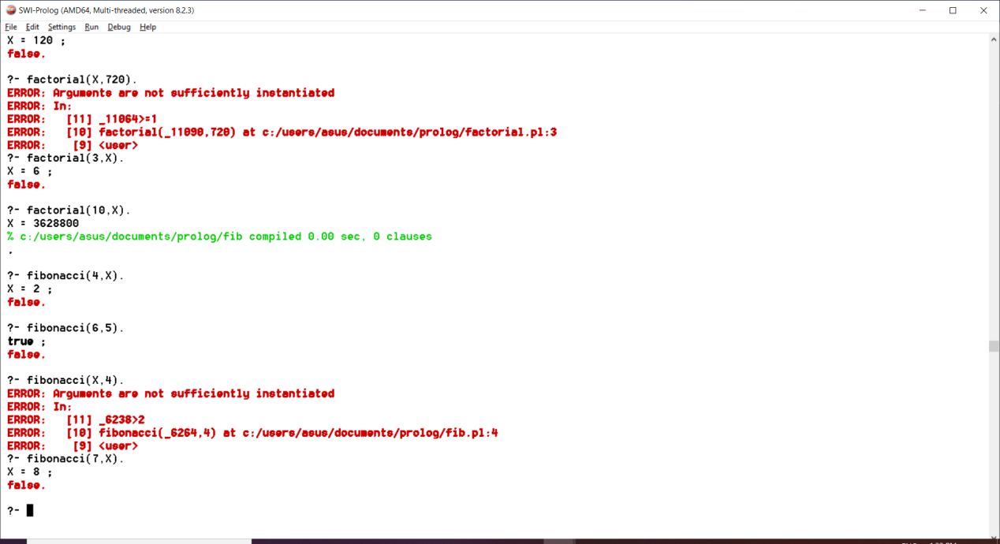 SWI-Prolog (AMD64, Multi-threaded, version 8.2.3)
File Edit Settings Run Debug Help
X = 120 ;
false.
?- factorial(X,720).
ERROR: Arguments are not sufficiently instantiated
ERROR: In:
ERROR:   [11] _11064>=1
ERROR:   [10] factorial(_11090,720) at c:/users/asus/documents/prolog/factorial.pl:3
ERROR:    [9] <user>
?- factorial(3,X).
X = 6 ;
false.
?- factorial(10,X).
X = 3628800
% c:/users/asus/documents/prolog/fib compiled 0.00 sec, 0 clauses
.
?- fibonacci(4,X).
X = 2 ;
false.
?- fibonacci(6,5).
true ;
false.
?- fibonacci(X,4).
ERROR: Arguments are not sufficiently instantiated
ERROR: In:
ERROR:   [11] _6238>2
ERROR:   [10] fibonacci(_6264,4) at c:/users/asus/documents/prolog/fib.pl:4
ERROR:    [9] <user>
?- fibonacci(7,X).
X = 8 ;
false.
?-